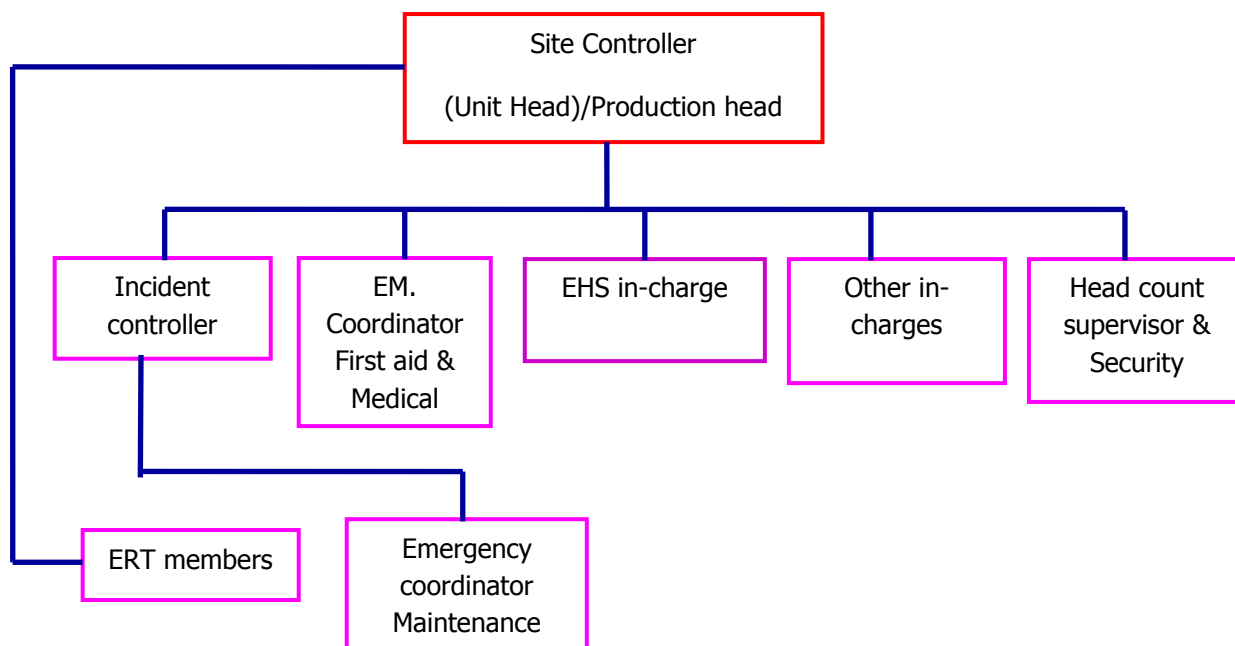 Site Controller
(Unit Head)/Production head
Incident
controller
EM.
Coordinator
First aid &
Medical
EHS in-charge
Other in-
charges
Head count
supervisor &
Security
ERT members
Emergency
coordinator
Maintenance